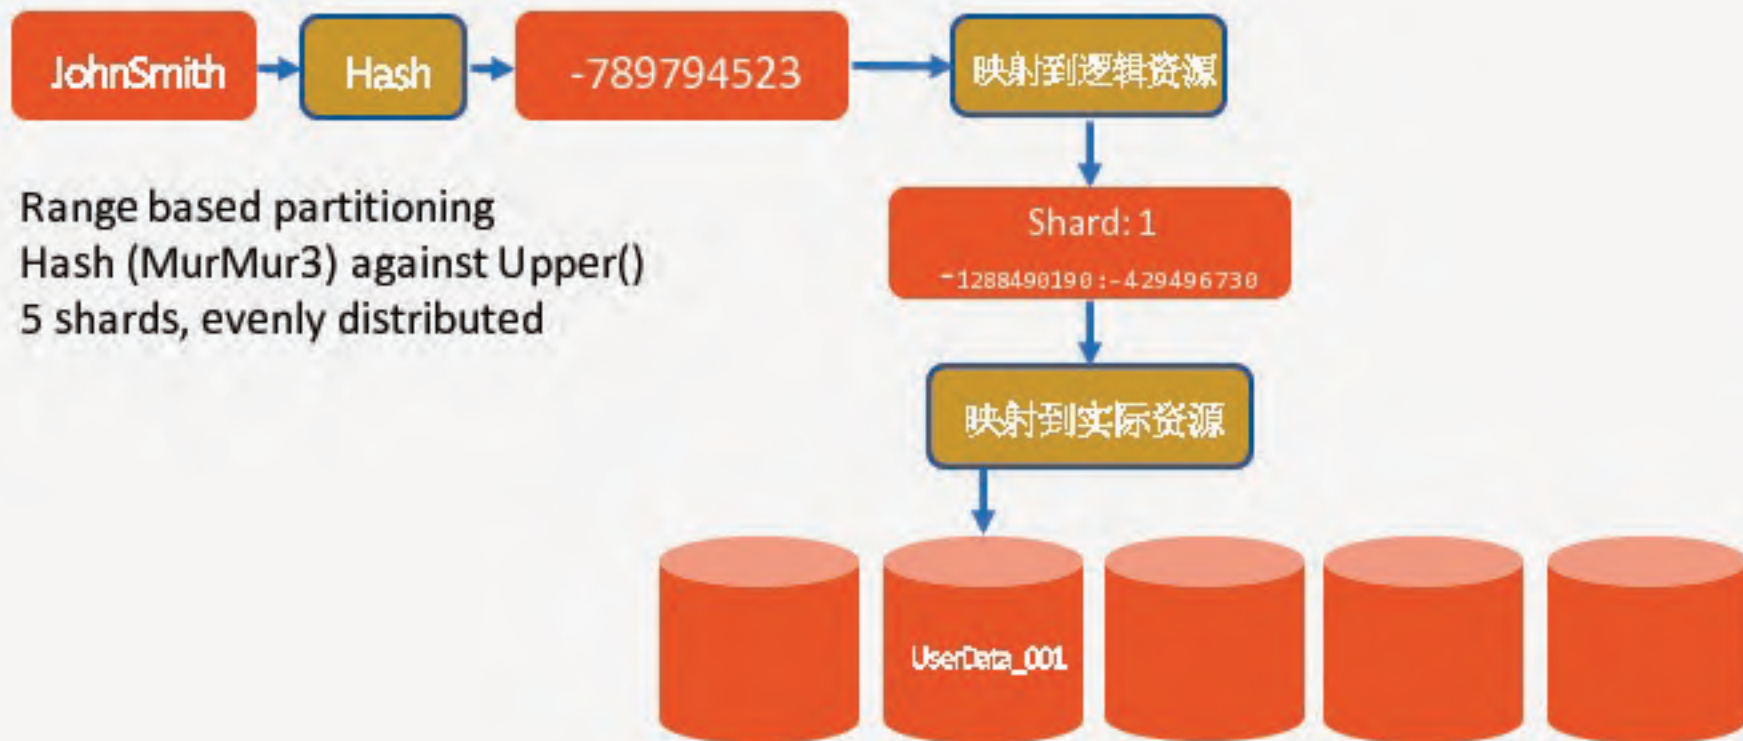 JohnSmith
Hash
-789794523
映射到逻辑资源
Range based partitioning
Hash (MurMur3) against Upper()
5 shards, evenly distributed
Shard: 1
-1288490190:-429496730
映射到实际资源
UserData_001